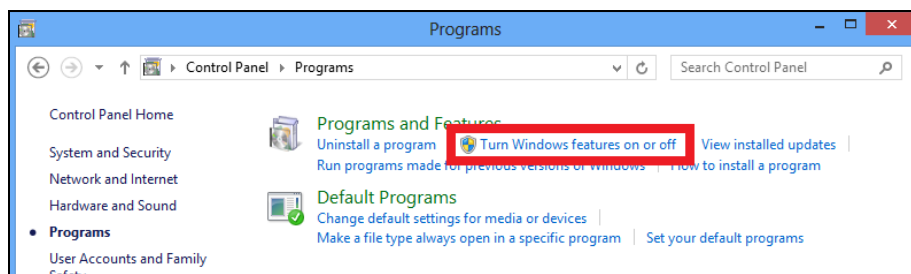 Programs
Control Panel Programs Search Control Panel
Control Panel Home
System and Security
Network and Internet
Hardware and Sound
Programs
User Accounts and Family
Safety
Programs and Features
Uninstall a program Turn Windows features on or off View installed updates
Run programs made for previous versions of Windows How to install a program
Default Programs
Change default settings for media or devices
Make a file type always open in a specific program Set your default programs